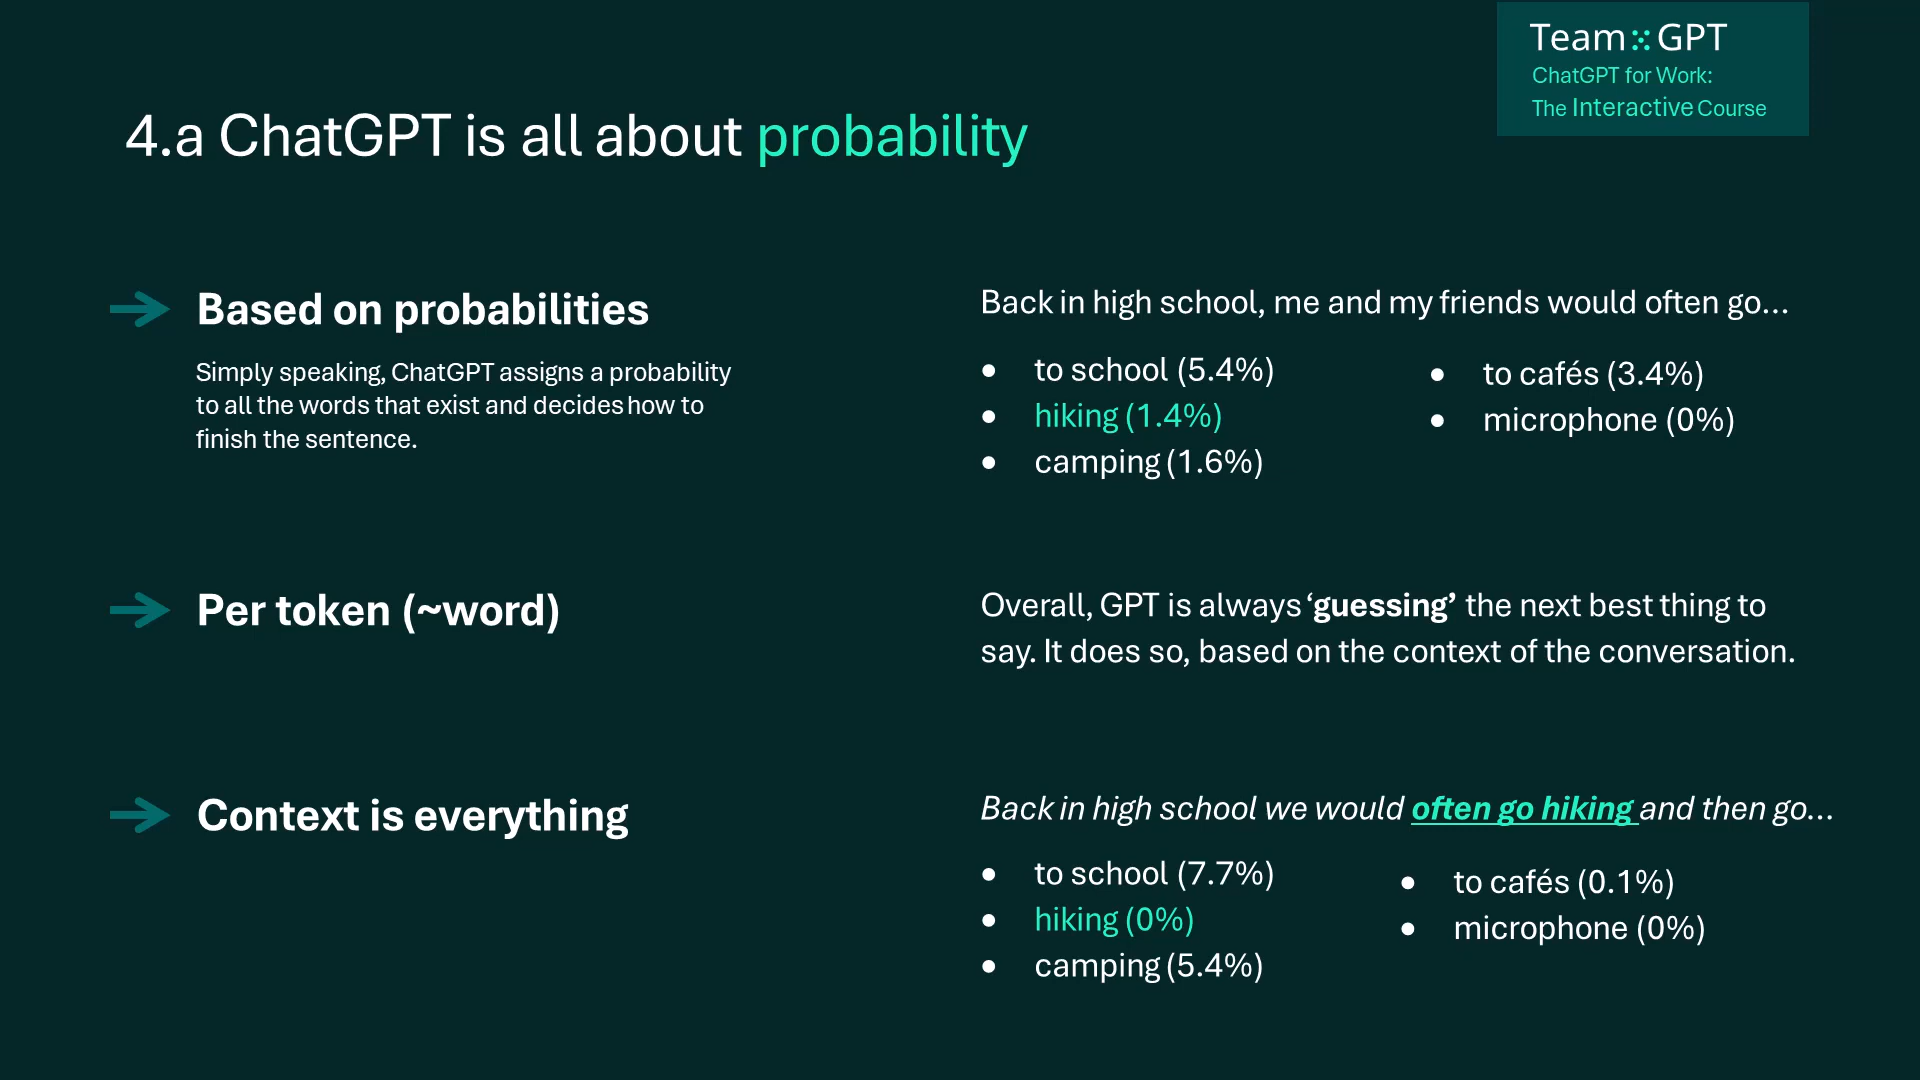 Team GPT
ChatGPT for Work:
The Interactive Course
4.a ChatGPT is all about probability
Based on probabilities
Simply speaking, ChatGPT assigns a probability
to all the words that exist and decides how to
finish the sentence.
Back in high school, me and my friends would often go...
• to school (5.4%)
• hiking (1.4%)
• camping (1.6%)
• to cafés (3.4%)
• microphone (0%)
Per token (~word)
Overall, GPT is always ‘guessing’ the next best thing to
say. It does so, based on the context of the conversation.
Context is everything
Back in high school we would often go hiking and then go...
• to school (7.7%)
• hiking (0%)
• camping (5.4%)
• to cafés (0.1%)
• microphone (0%)